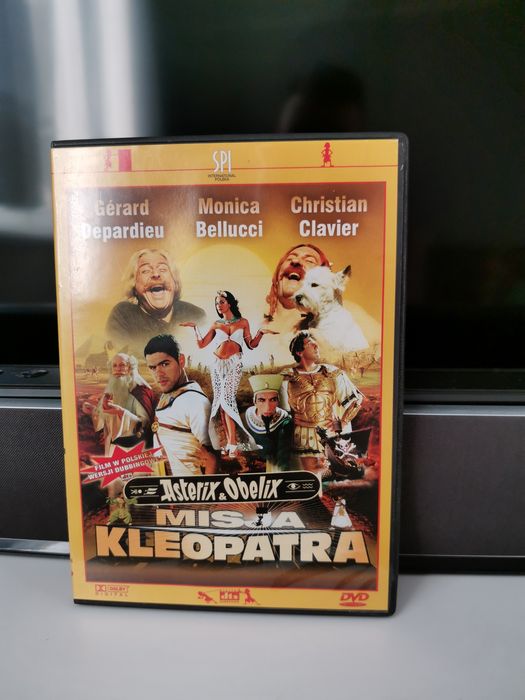 SPI
INTERNATIONAL
POLSKA
Gérard
Depardieu
Monica
Bellucci
Christian
Clavier
FILM W POLSKIEJ
WERSJI DUBBINGOWEJ
Asterix & Obelix
MISJA
KLEOPATRA
DOLBY
DIGITAL
dts
DVD